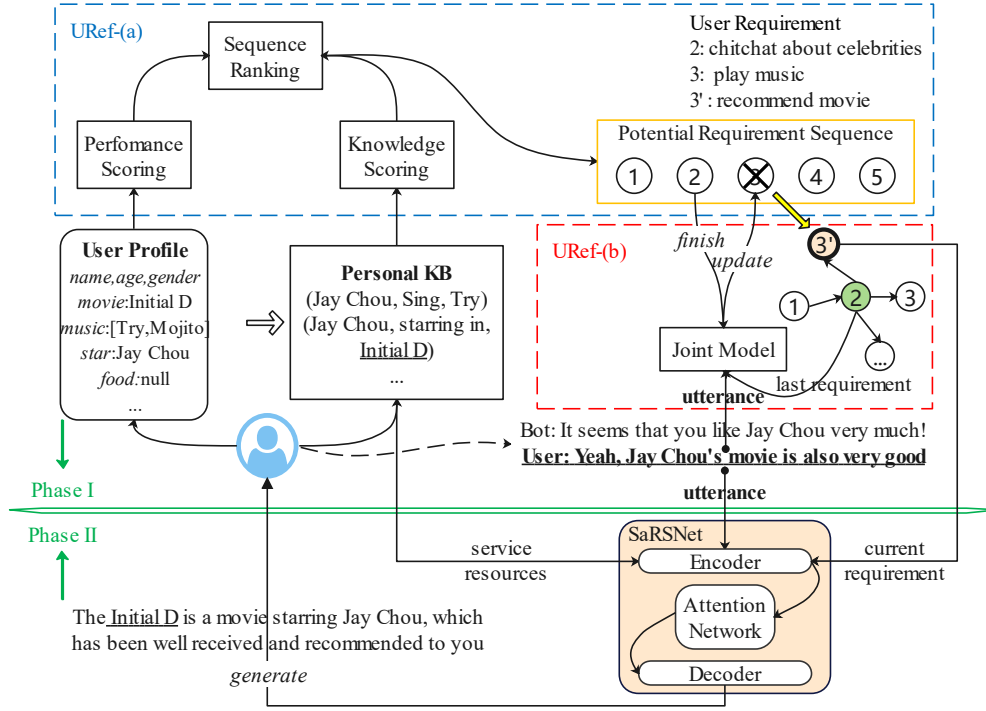 URef-(a)
Sequence
Ranking
User Requirement
2: chitchat about celebrities
3: play music
3' : recommend movie
Perfomance
Scoring
Knowledge
Scoring
Potential Requirement Sequence
1 2 3 4 5
User Profile
name,age,gender
movie:Initial D
music:[Try,Mojito]
star:Jay Chou
food:null
...
Personal KB
(Jay Chou, Sing, Try)
(Jay Chou, starring in,
Initial D)
...
finish
update
URef-(b)
3'
1 2 3
...
Joint Model
last requirement
utterance
Bot: It seems that you like Jay Chou very much!
User: Yeah, Jay Chou's movie is also very good
utterance
Phase I
Phase II
SaRSNet
Encoder
Attention
Network
Decoder
service
resources
current
requirement
The Initial D is a movie starring Jay Chou, which
has been well received and recommended to you
generate